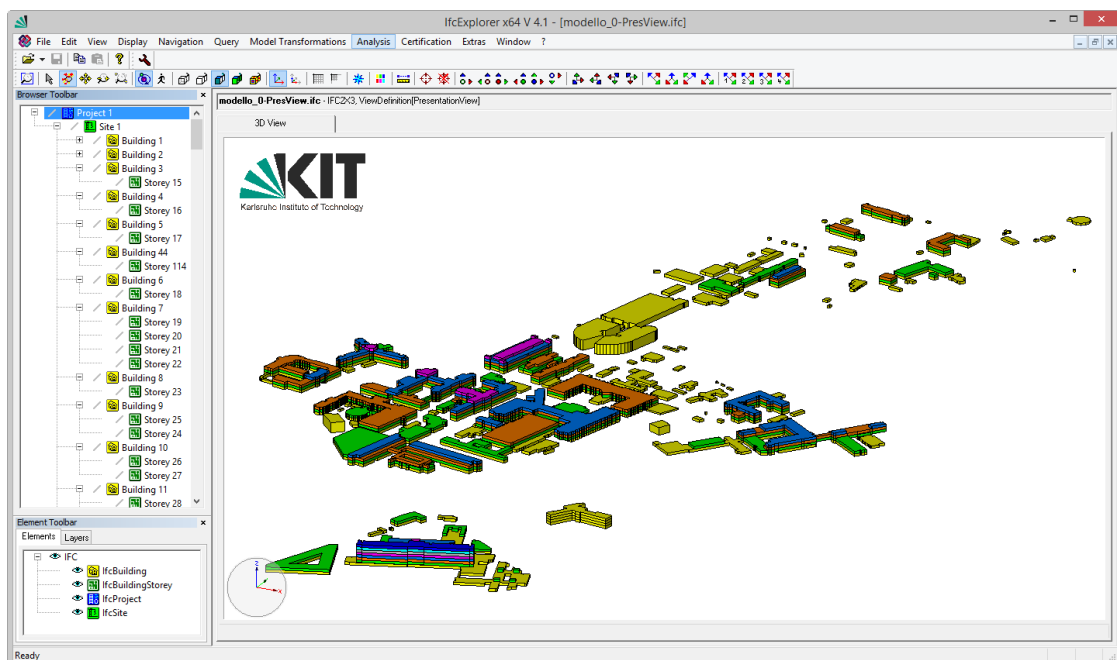 IfcExplorer x64 V 4.1 - [modello_0-PresView.ifc]
File Edit View Display Navigation Query Model Transformations Analysis Certification Extras Window ?
Browser Toolbar
Project 1
Site 1
Building 1
Building 2
Building 3
Storey 15
Building 4
Storey 16
Building 5
Storey 17
Building 44
Storey 114
Building 6
Storey 18
Building 7
Storey 19
Storey 20
Storey 21
Storey 22
Building 8
Storey 23
Building 9
Storey 25
Storey 24
Building 10
Storey 26
Storey 27
Building 11
Storey 28
Element Toolbar
Elements Layers
IFC
IfcBuilding
IfcBuildingStorey
IfcProject
IfcSite
modello_0-PresView.ifc - IFC2X3, ViewDefinition[PresentationView]
3D View
KIT
Karlsruhe Institute of Technology
z
x
Ready